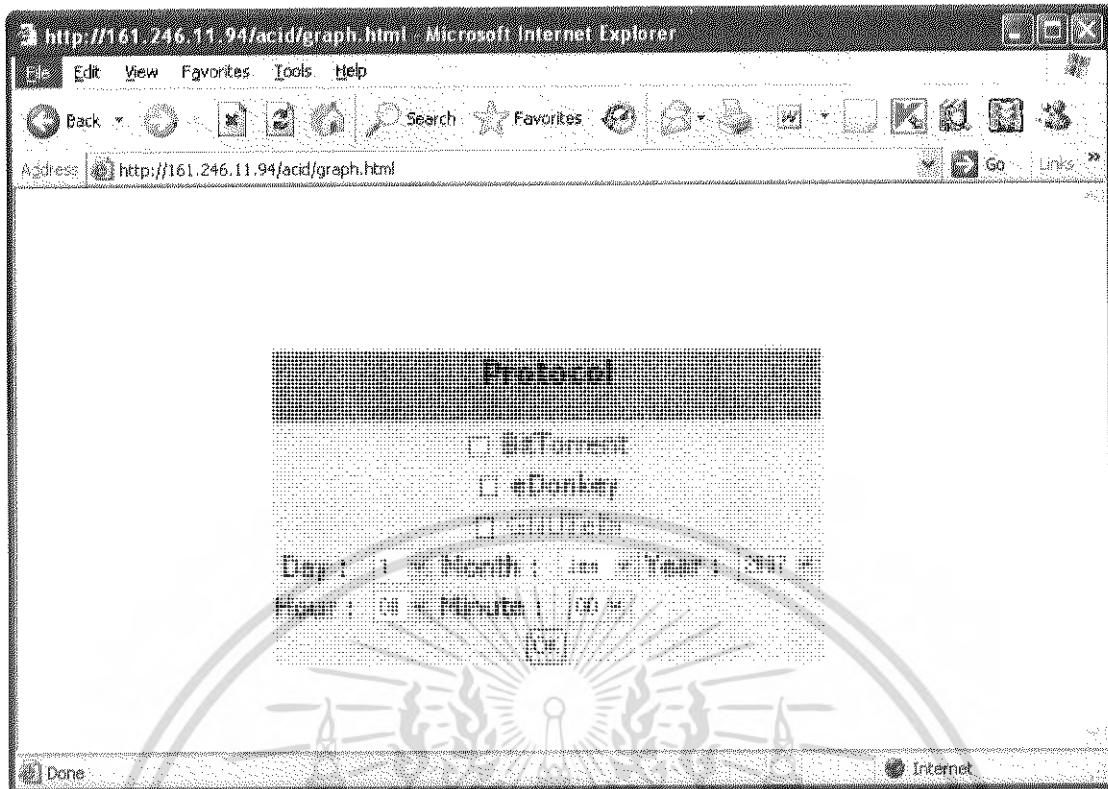 http://161.246.11.94/acid/graph.html - Microsoft Internet Explorer
File Edit View Favorites Tools Help
Back Search Favorites
Address http://161.246.11.94/acid/graph.html Go Links »
Protocol
BitTorrent
eDonkey
Day : 1 Month : Jan Year : 2007
Hour : 00 Minute : 00
OK
Done Internet